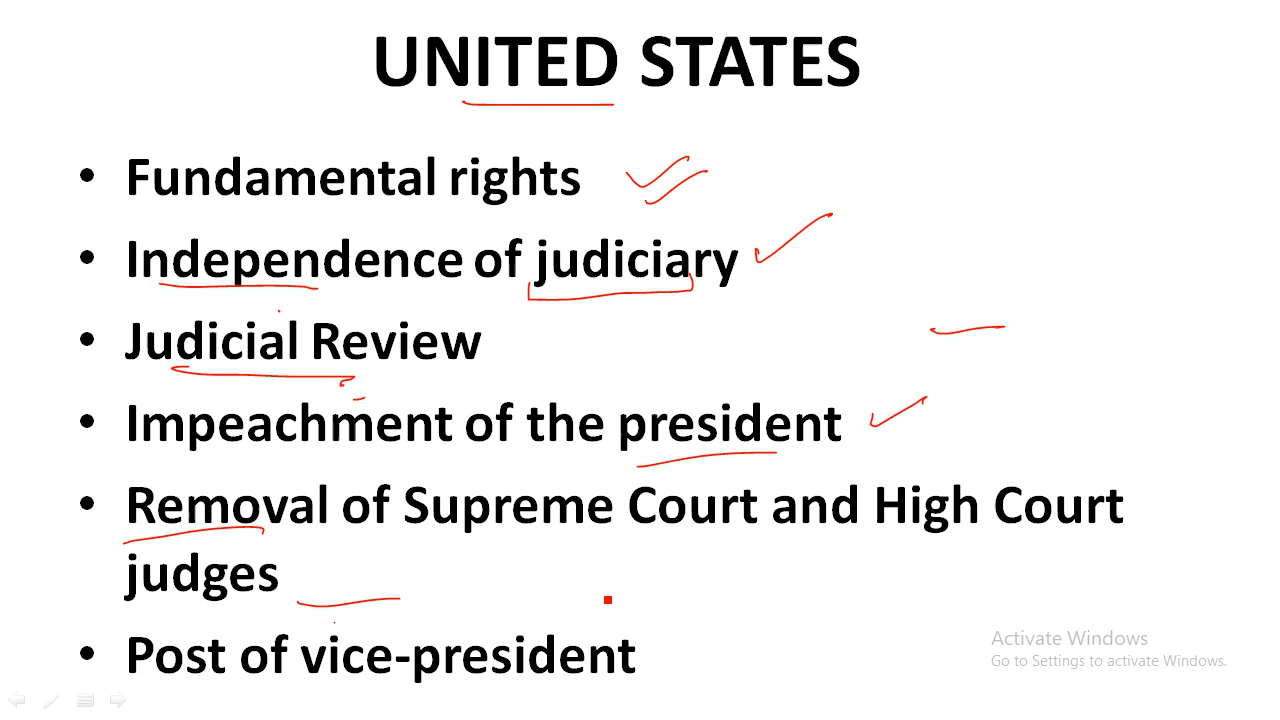 UNITED STATES
• Fundamental rights
• Independence of judiciary
• Judicial Review
• Impeachment of the president
• Removal of Supreme Court and High Court
judges
• Post of vice-president
Activate Windows
Go to Settings to activate Windows.